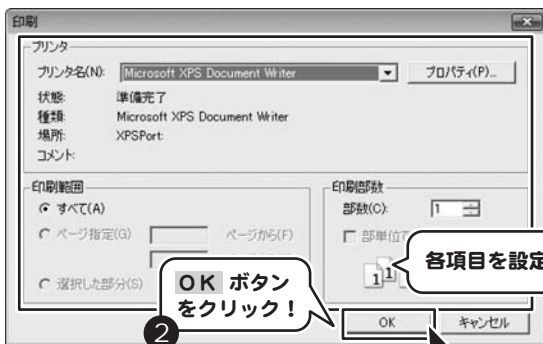 印刷
プリンタ
プリンタ名(N): Microsoft XPS Document Writer プロパティ(P)...
状態: 準備完了
種類: Microsoft XPS Document Writer
場所: XPSPort:
コメント:
印刷範囲
すべて(A)
ページ指定(G) ページから(F)
選択した部分(S)
印刷部数
部数(C): 1
部単位で
11
各項目を設定
OK ボタン
をクリック!
2
OK キャンセル